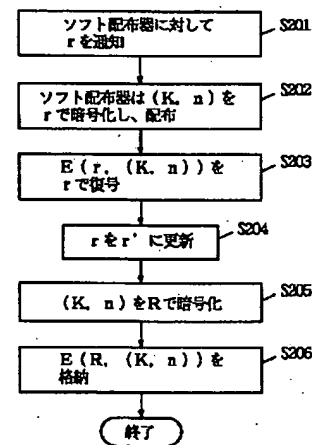 ソフト配布器に対して
rを通知
S201
ソフト配布器は(K, n)を
rで暗号化し、配布
S202
E(r, (K, n))を
rで復号
S203
rをr'に更新
S204
(K, n)をRで暗号化
S205
E(R, (K, n))を
格納
S206
終了